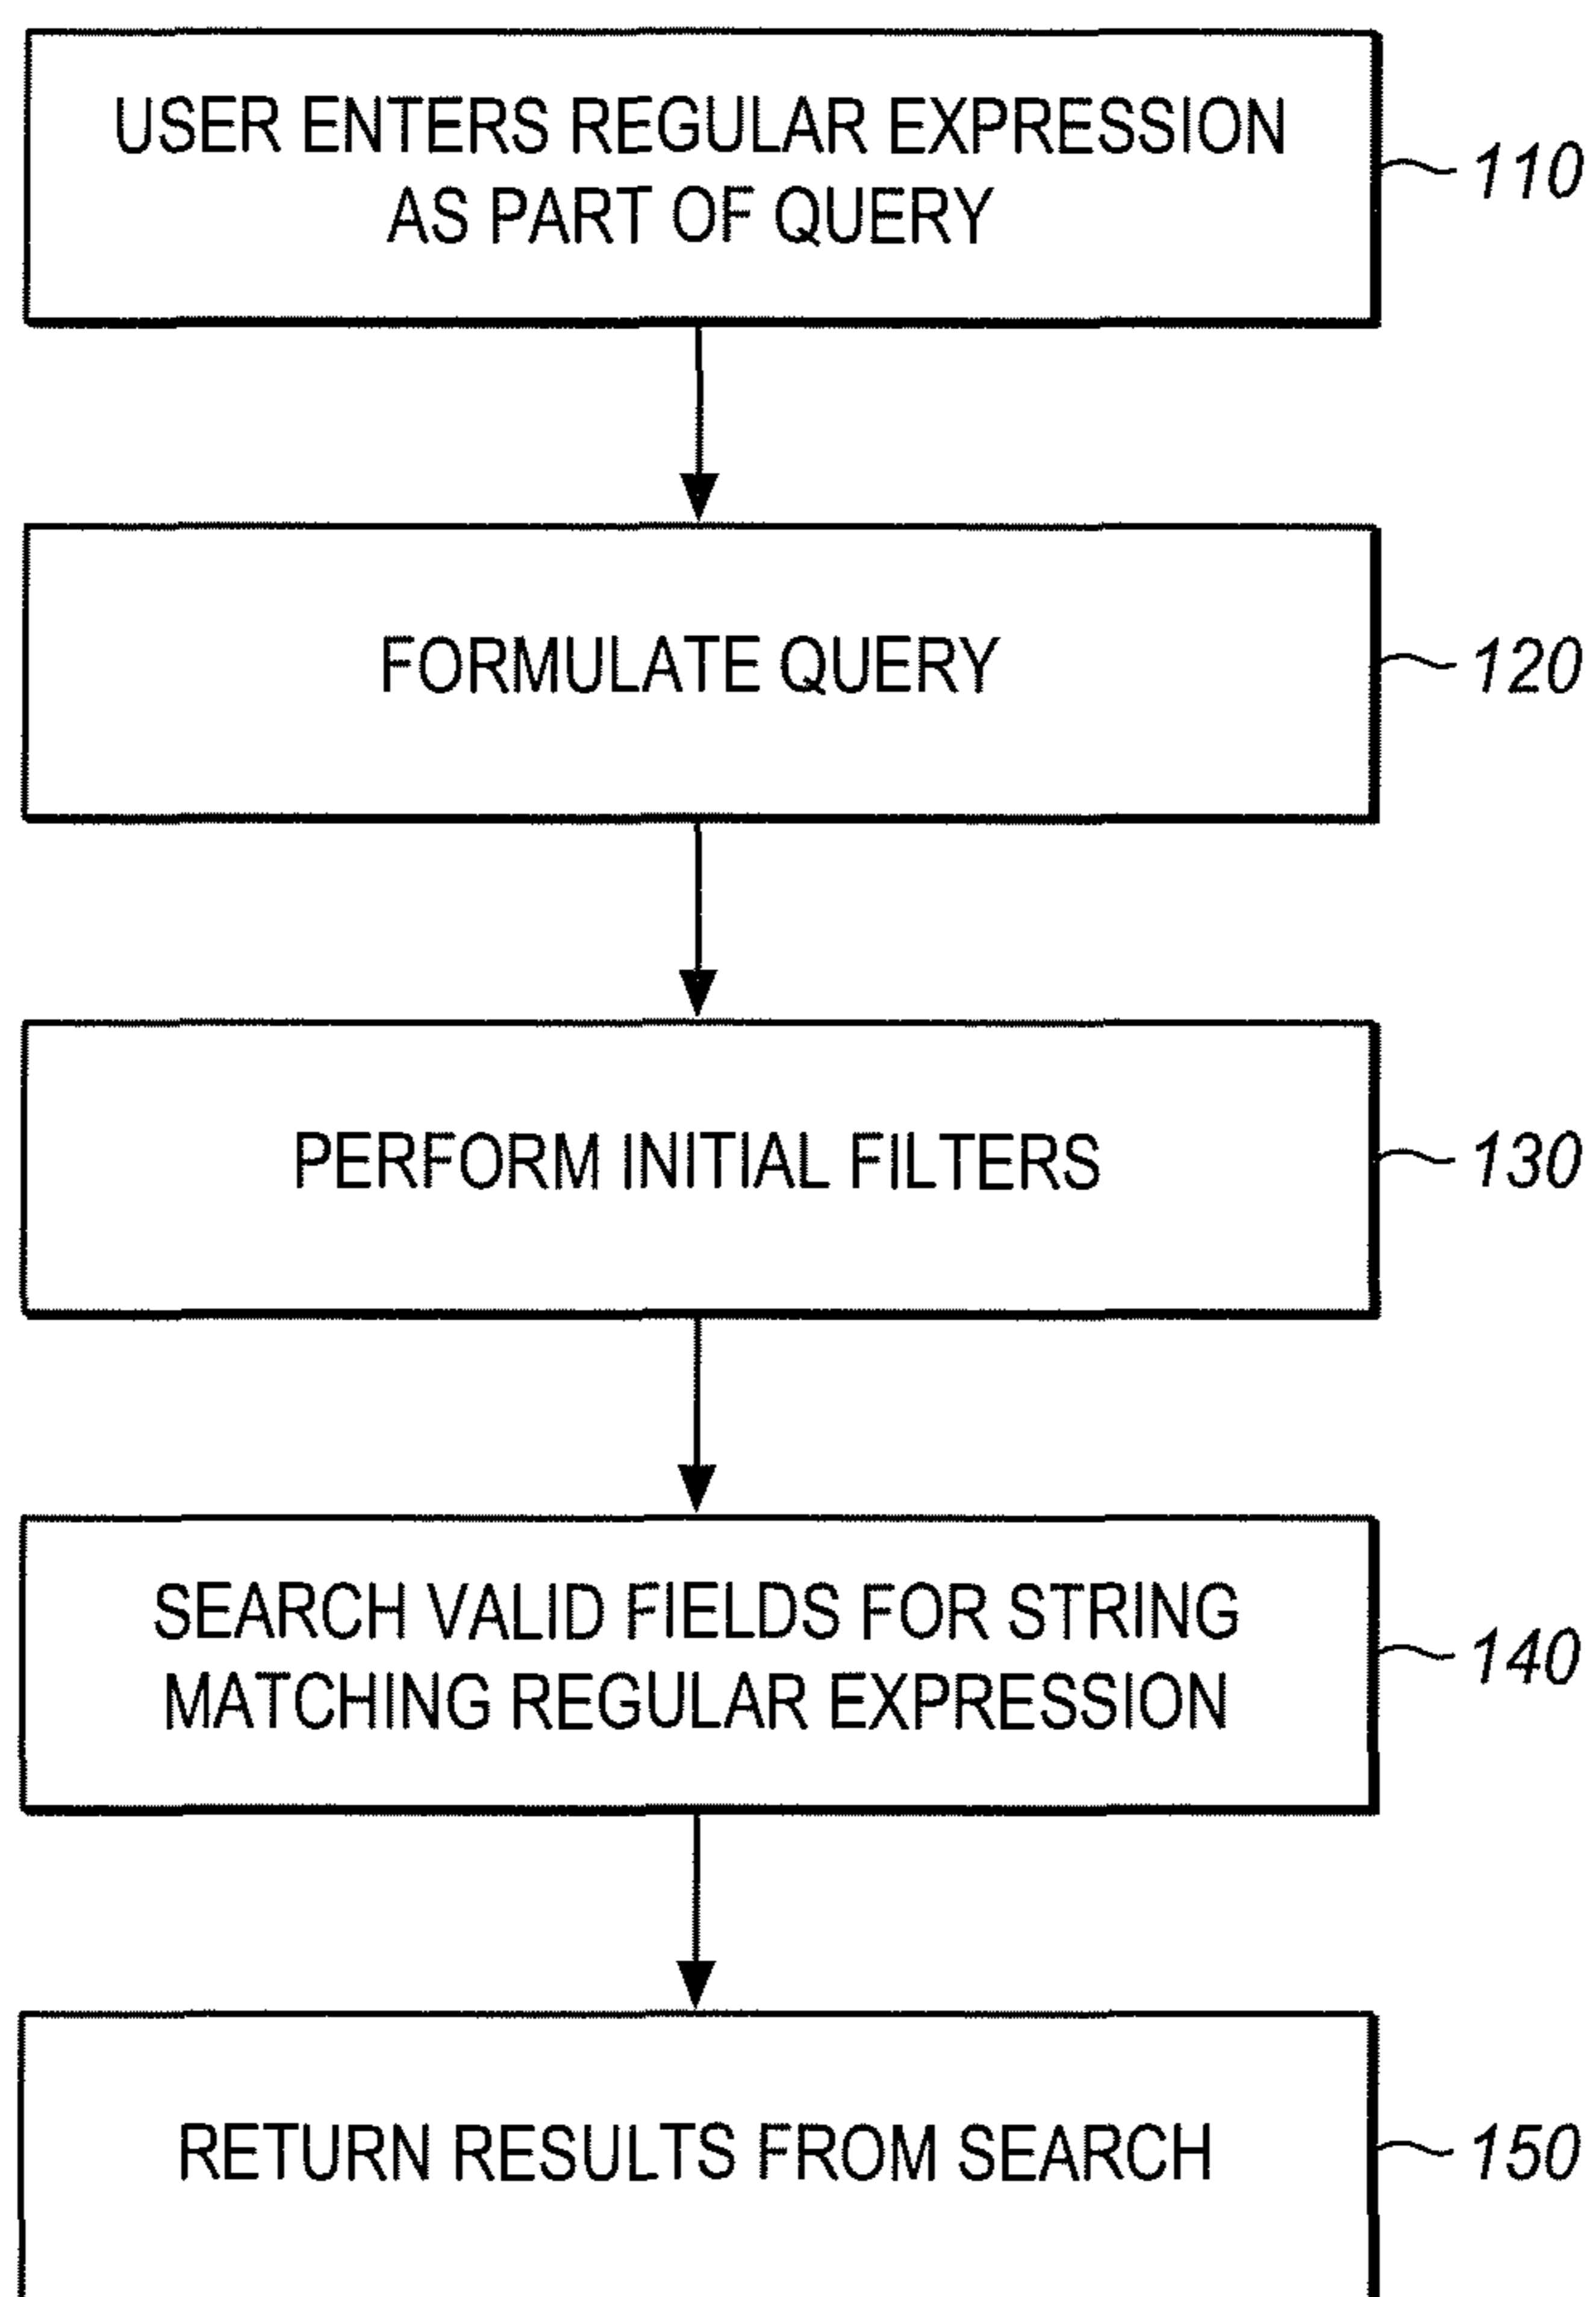 USER ENTERS REGULAR EXPRESSION
AS PART OF QUERY
110
FORMULATE QUERY
120
PERFORM INITIAL FILTERS
130
SEARCH VALID FIELDS FOR STRING
MATCHING REGULAR EXPRESSION
140
RETURN RESULTS FROM SEARCH
150